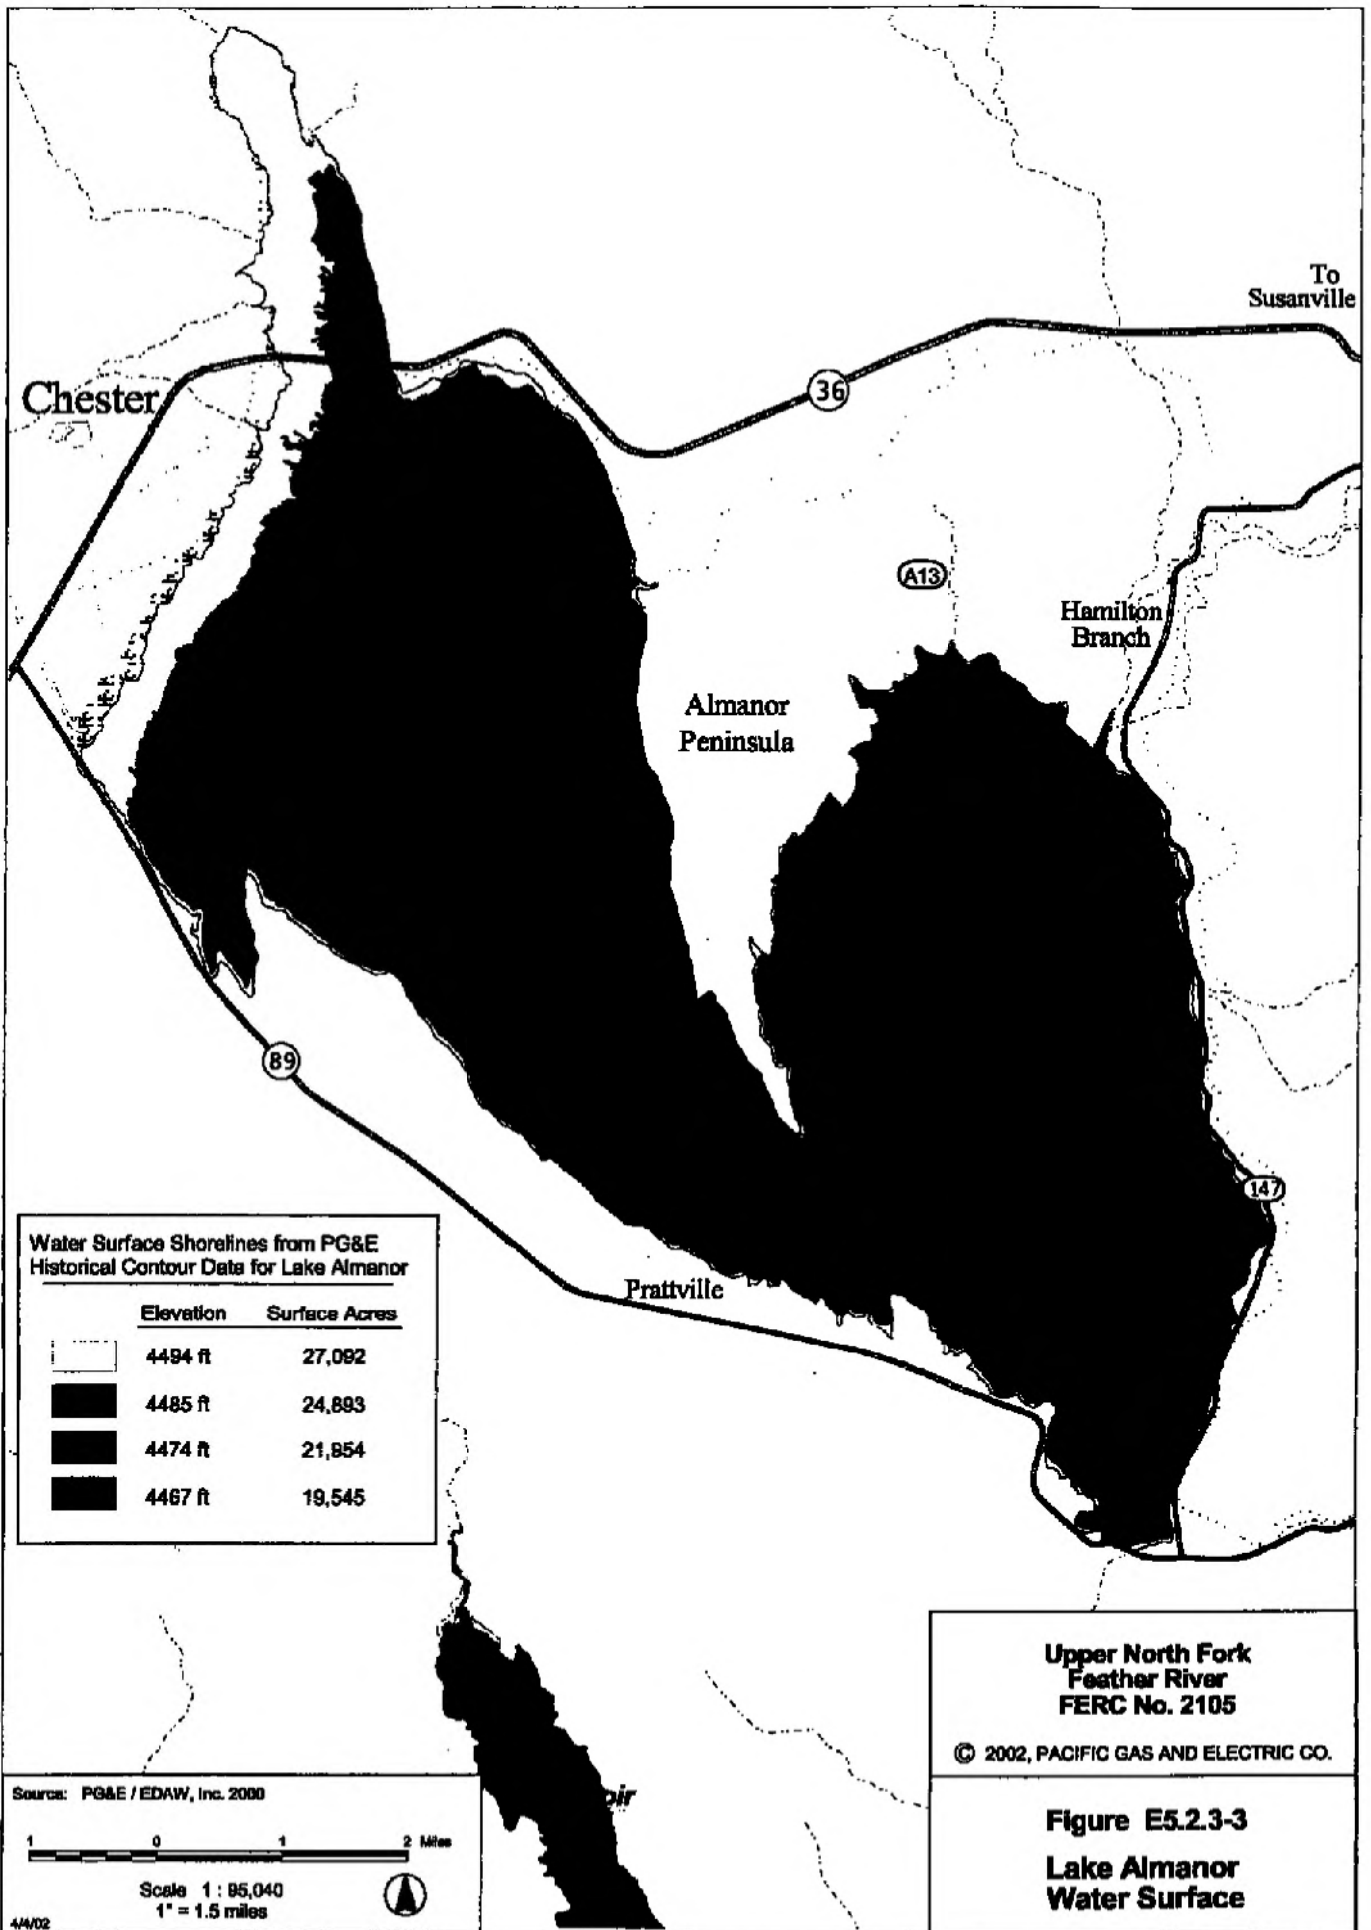 To
Susanville
Chester
36
A13
Hamilton
Branch
Almanor
Peninsula
89
147
Prattville
Water Surface Shorelines from PG&E
Historical Contour Data for Lake Almanor
Elevation Surface Acres
4494 ft 27,092
4485 ft 24,893
4474 ft 21,954
4467 ft 19,545
Upper North Fork
Feather River
FERC No. 2105
© 2002, PACIFIC GAS AND ELECTRIC CO.
Source: PG&E / EDAW, Inc. 2000
1 0 1 2 Miles
Scale 1 : 95,040
1" = 1.5 miles
4/4/02
Figure E5.2.3-3
Lake Almanor
Water Surface